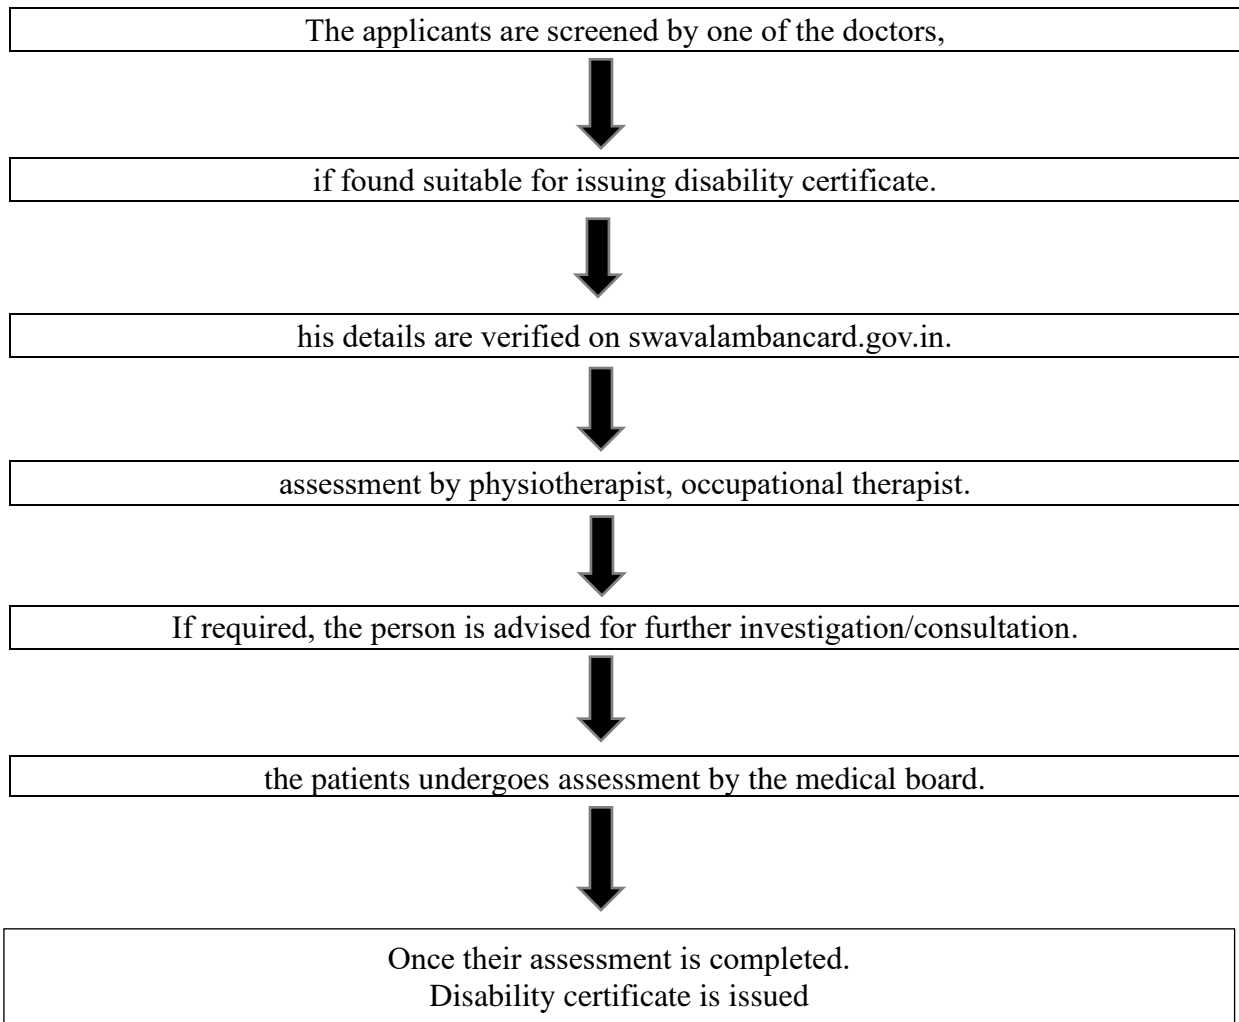 The applicants are screened by one of the doctors,
if found suitable for issuing disability certificate.
his details are verified on swavalambancard.gov.in.
assessment by physiotherapist, occupational therapist.
If required, the person is advised for further investigation/consultation.
the patients undergoes assessment by the medical board.
Once their assessment is completed.
Disability certificate is issued